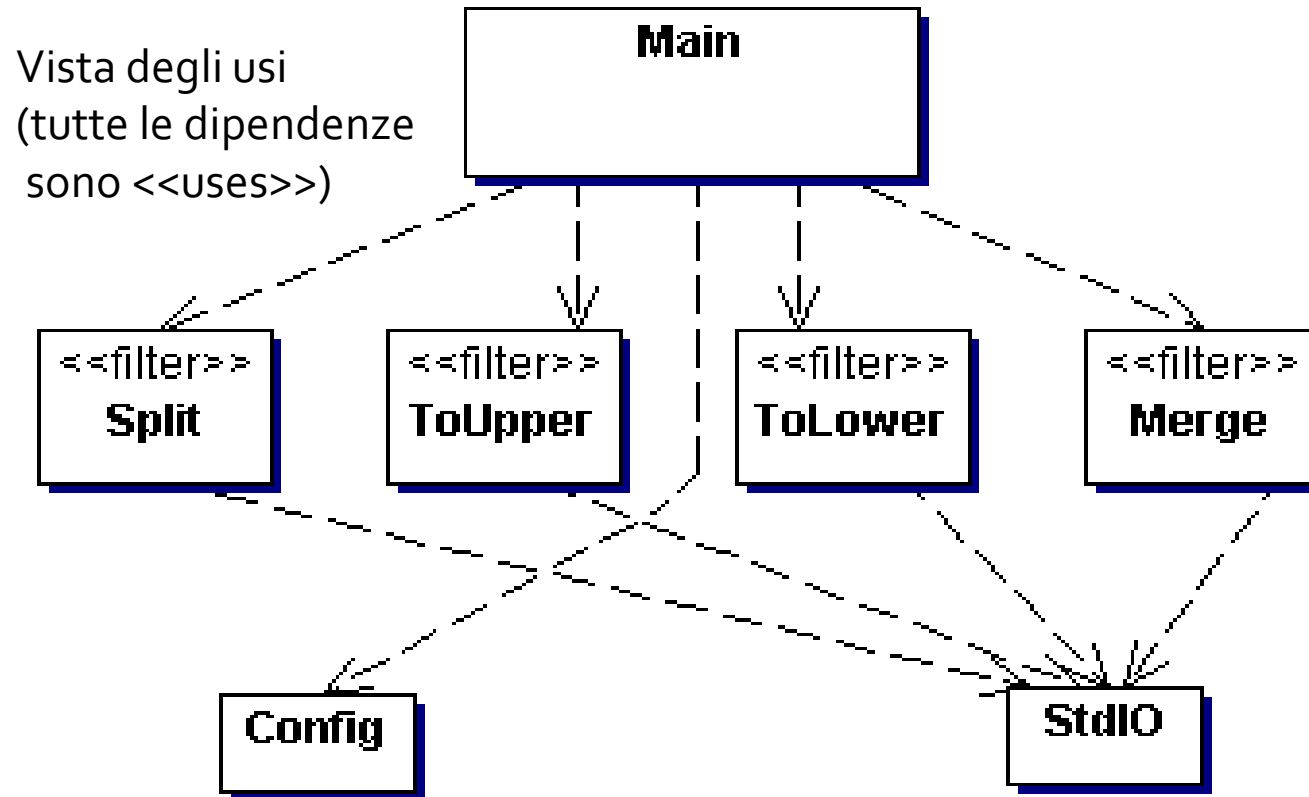 Vista degli usi
(tutte le dipendenze
sono <<uses>>)
Main
<<filter>>
Split
<<filter>>
ToUpper
<<filter>>
ToLower
<<filter>>
Merge
Config
StdIO